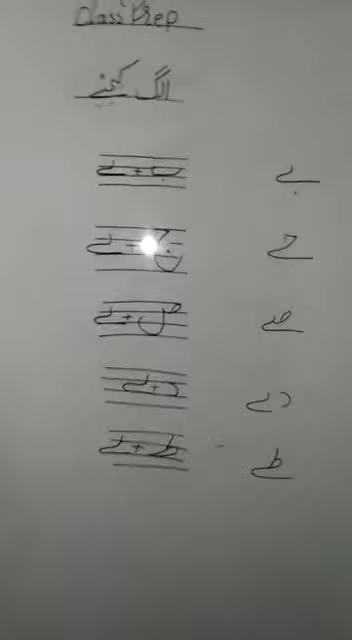 Class Prep
الگ کیجئے
بے ب + ے
حے ح + ے
صے ص + ے
دے د + ے
طے ط + ے